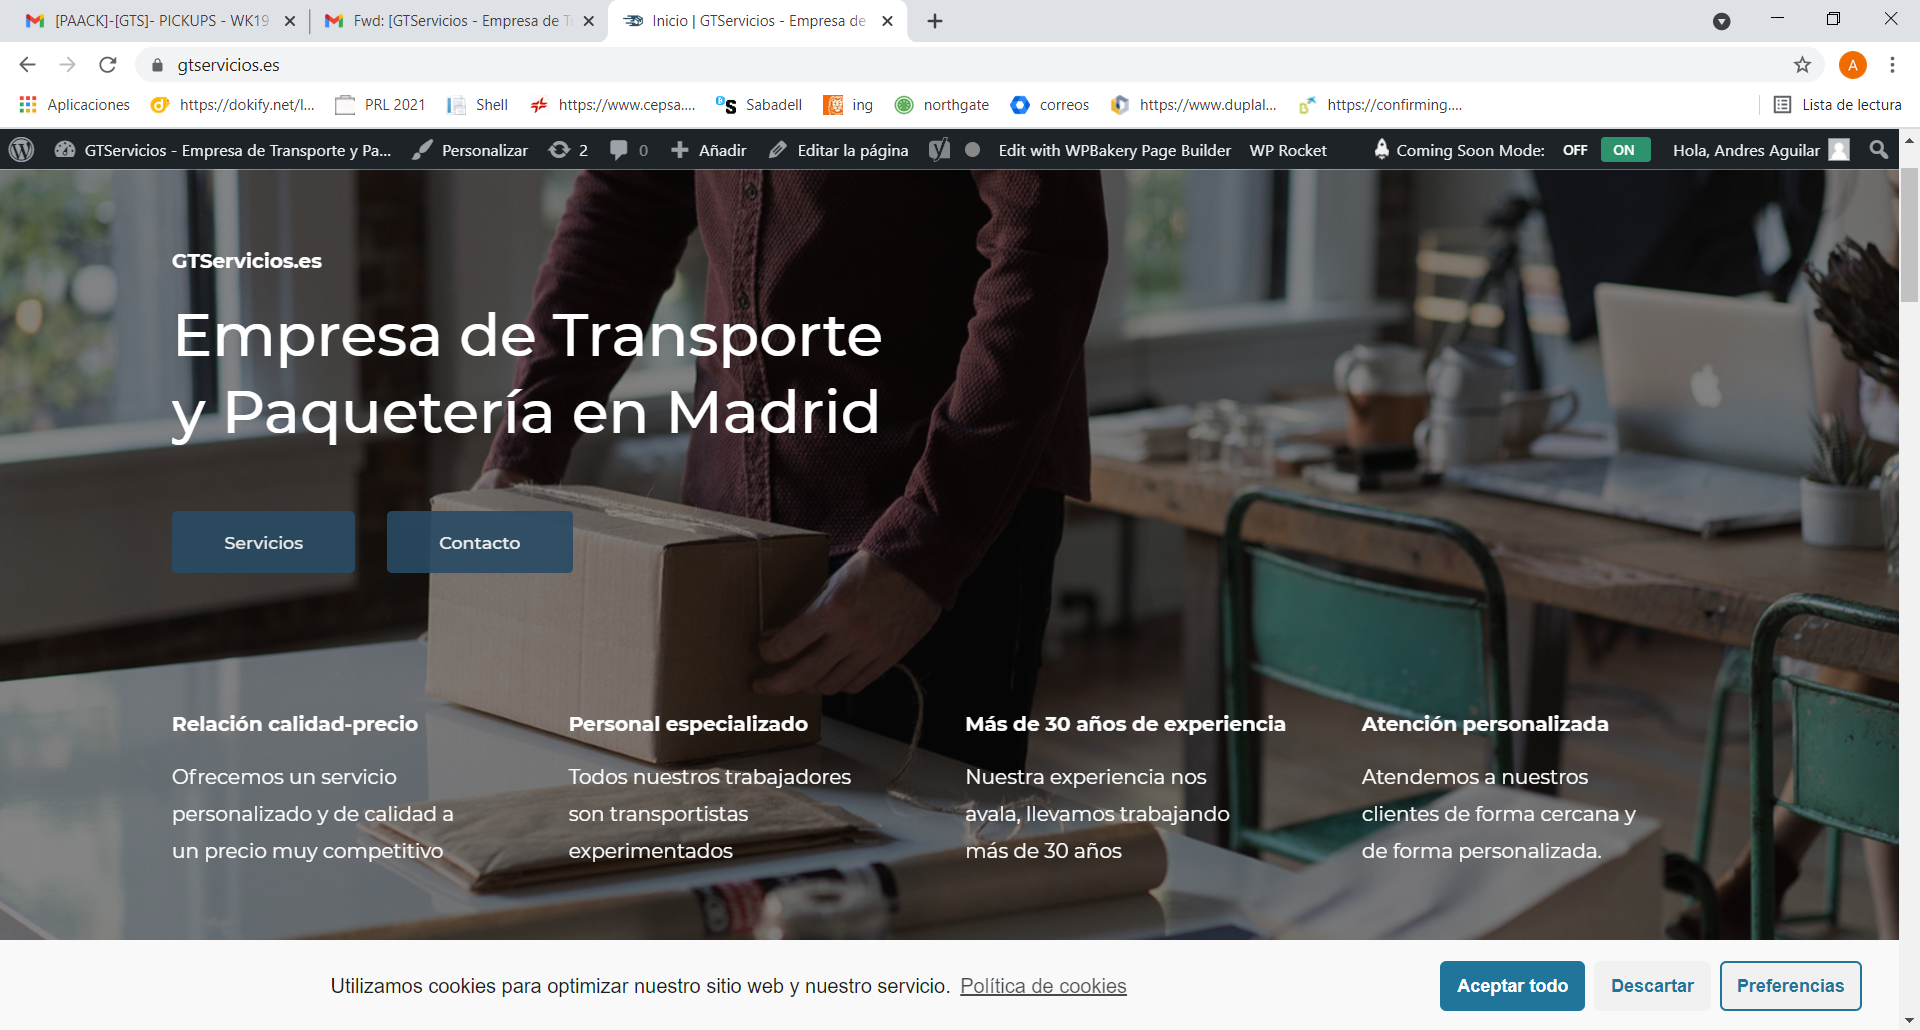 [PAACK]-[GTS]- PICKUPS - WK19
Fwd: [GTServicios - Empresa de T
Inicio | GTServicios - Empresa de
gtservicios.es
A
Aplicaciones
https://dokify.net/l...
PRL 2021
Shell
https://www.cepsa....
Sabadell
ing
northgate
correos
https://www.duplal...
https://confirming....
Lista de lectura
GTServicios - Empresa de Transporte y Pa...
Personalizar
2
0
Añadir
Editar la página
Edit with WPBakery Page Builder
WP Rocket
Coming Soon Mode:
OFF
ON
Hola, Andres Aguilar
GTServicios.es
Empresa de Transporte
y Paquetería en Madrid
Servicios
Contacto
Relación calidad-precio
Ofrecemos un servicio
personalizado y de calidad a
un precio muy competitivo
Personal especializado
Todos nuestros trabajadores
son transportistas
experimentados
Más de 30 años de experiencia
Nuestra experiencia nos
avala, llevamos trabajando
más de 30 años
Atención personalizada
Atendemos a nuestros
clientes de forma cercana y
de forma personalizada.
Utilizamos cookies para optimizar nuestro sitio web y nuestro servicio. Política de cookies
Aceptar todo
Descartar
Preferencias